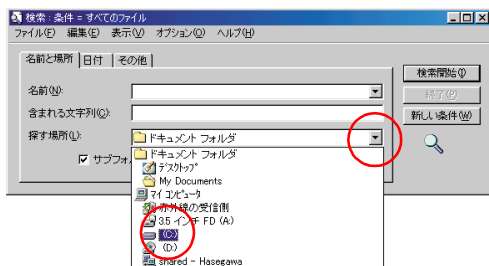 検索 : 条件 = すべてのファイル
ファイル(F) 編集(E) 表示(V) オプション(O) ヘルプ(H)
名前と場所 日付 その他
検索開始(I)
名前(N):
終了(P)
含まれる文字列(C):
新しい条件(W)
探す場所(L): ドキュメント フォルダ
ドキュメント フォルダ
サブフォ
デスクトップ
My Documents
マイ コンピュータ
赤外線の受信側
3.5 インチ FD (A:)
(C:)
(D:)
shared - Hasegawa